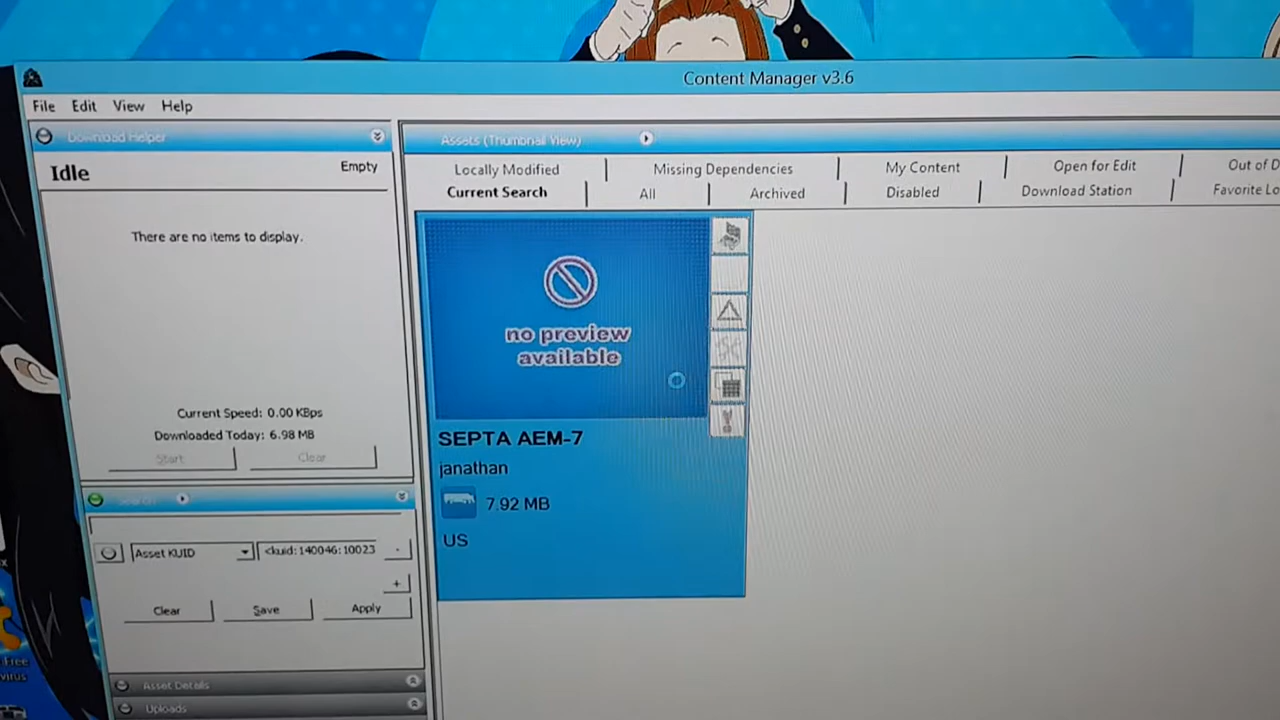 Content Manager v3.6
File Edit View Help
Download Helper
Idle
Empty
There are no items to display.
Current Speed: 0.00 KBps
Downloaded Today: 6.98 MB
Start Clear
Asset KUID
<kuid:140046:10023
-
+
Clear Save Apply
Asset Details
Uploads
Assets (Thumbnail View)
Locally Modified Missing Dependencies My Content Open for Edit Out of D
Current Search All Archived Disabled Download Station Favorite Lo
no preview
available
SEPTA AEM-7
janathan
7.92 MB
US
Free
virus